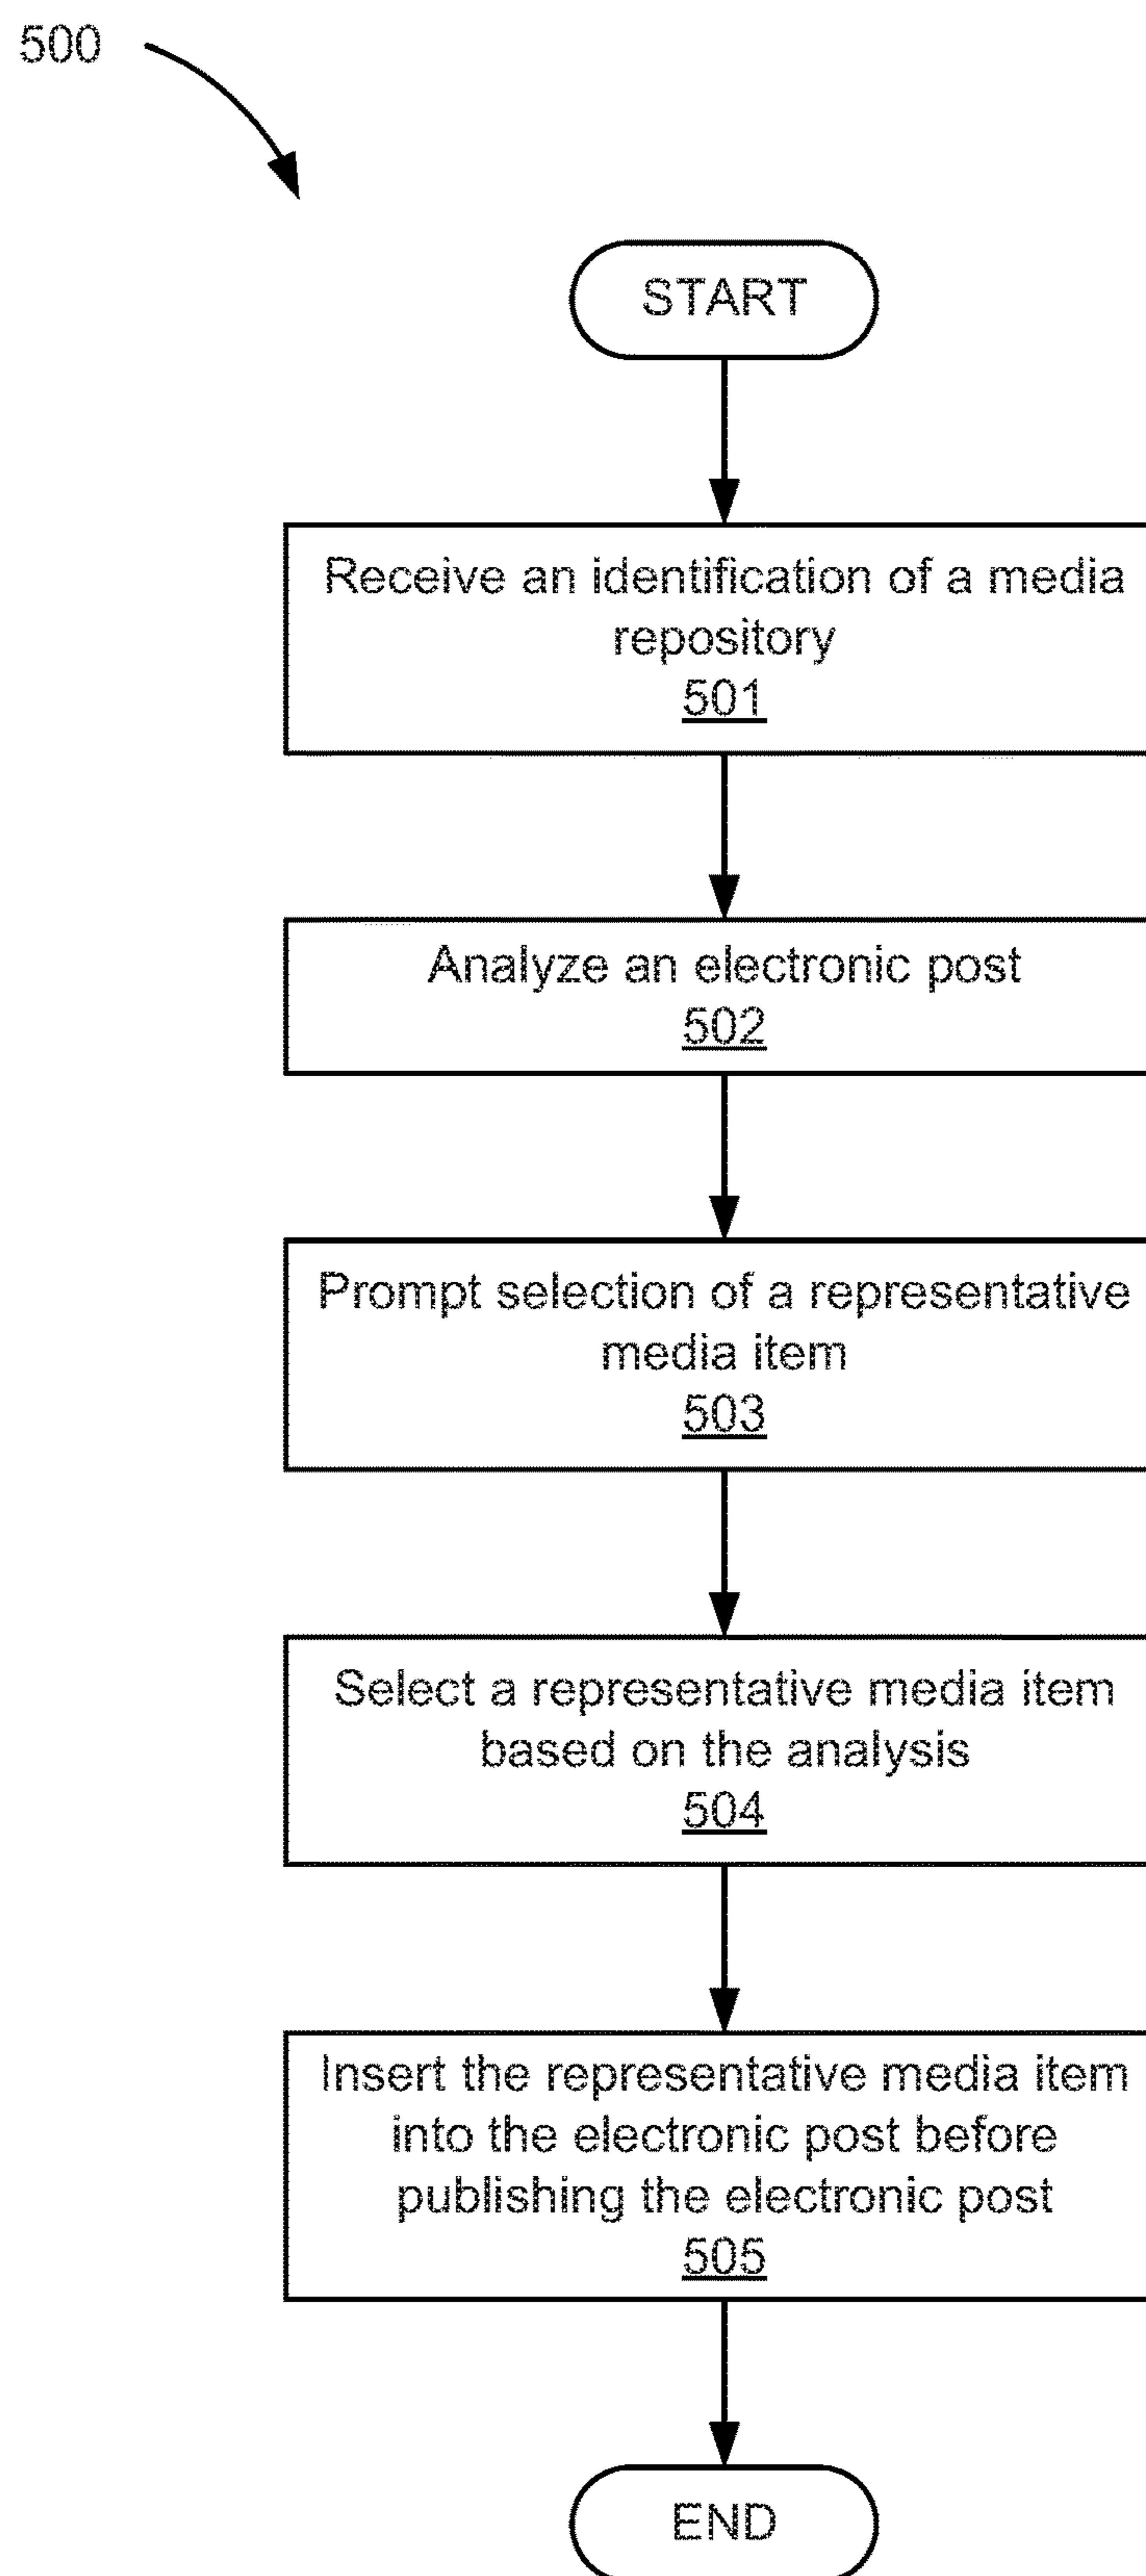 500
START
Receive an identification of a media
repository
501
Analyze an electronic post
502
Prompt selection of a representative
media item
503
Select a representative media item
based on the analysis
504
Insert the representative media item
into the electronic post before
publishing the electronic post
505
END